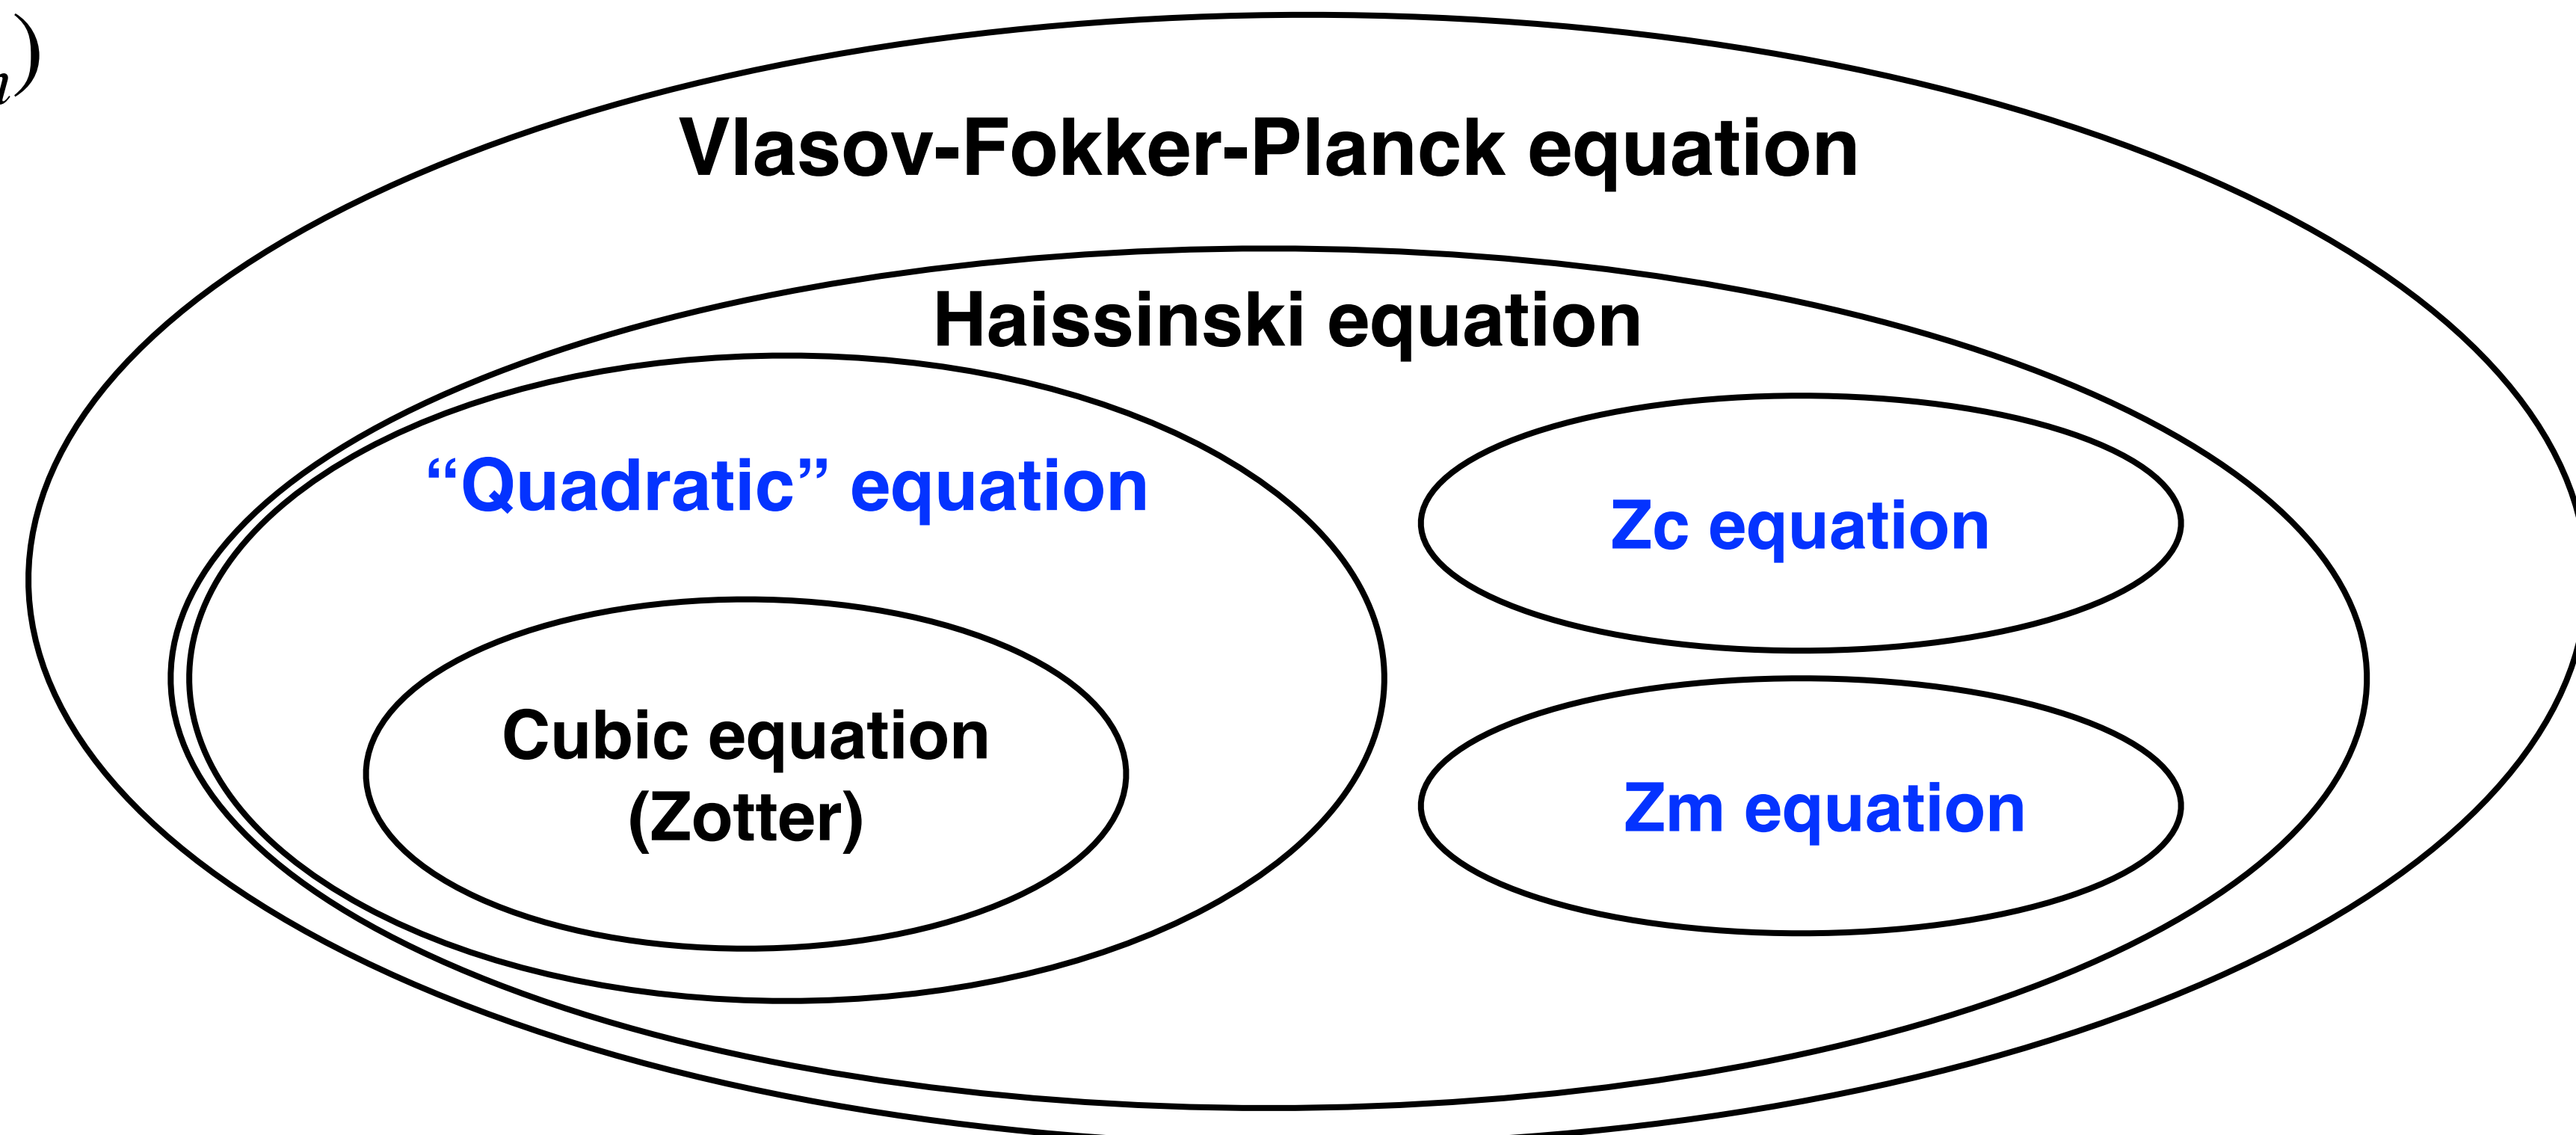 )
Vlasov-Fokker-Planck equation
Haissinski equation
“Quadratic” equation
Zc equation
Cubic equation
(Zotter)
Zm equation